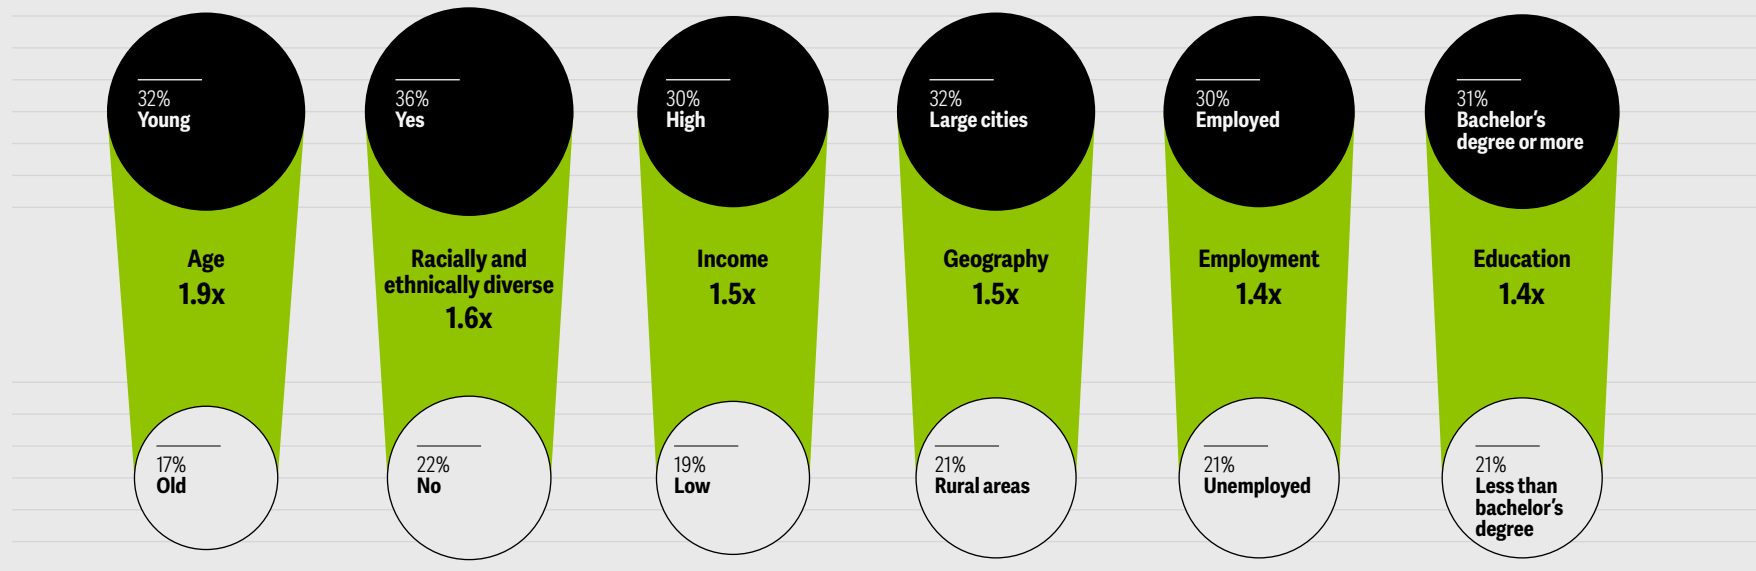 32%
Young
36%
Yes
30%
High
32%
Large cities
30%
Employed
31%
Bachelor's
degree or more
Age
1.9x
Racially and
ethnically diverse
1.6x
Income
1.5x
Geography
1.5x
Employment
1.4x
Education
1.4x
17%
Old
22%
No
19%
Low
21%
Rural areas
21%
Unemployed
21%
Less than
bachelor's
degree